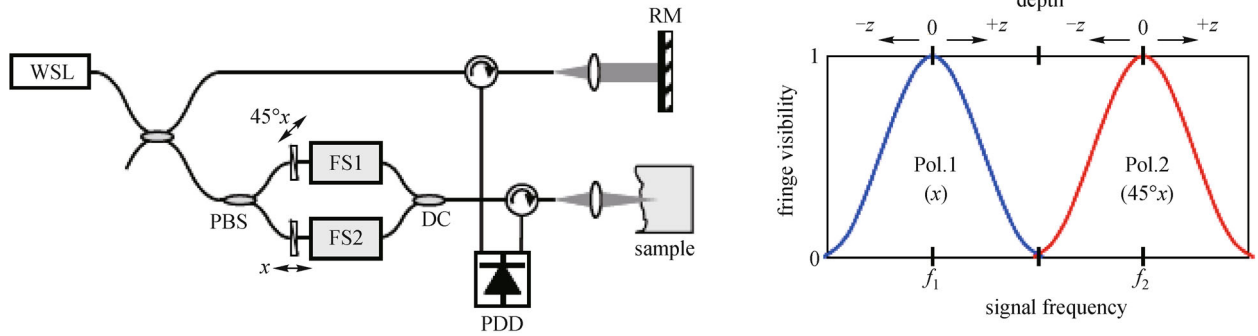 WSL
RM
45°x
FS1
PBS
FS2
DC
x
sample
PDD
depth
−z 0 +z −z 0 +z
1
fringe visibility
Pol.1
(x)
Pol.2
(45°x)
0
f1 f2
signal frequency